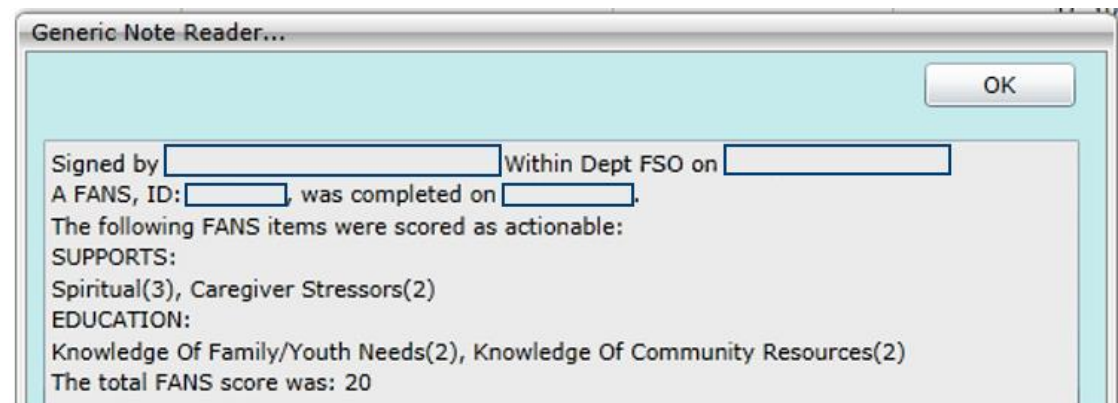 Generic Note Reader...
OK
Signed by Within Dept FSO on
A FANS, ID: , was completed on .
The following FANS items were scored as actionable:
SUPPORTS:
Spiritual(3), Caregiver Stressors(2)
EDUCATION:
Knowledge Of Family/Youth Needs(2), Knowledge Of Community Resources(2)
The total FANS score was: 20